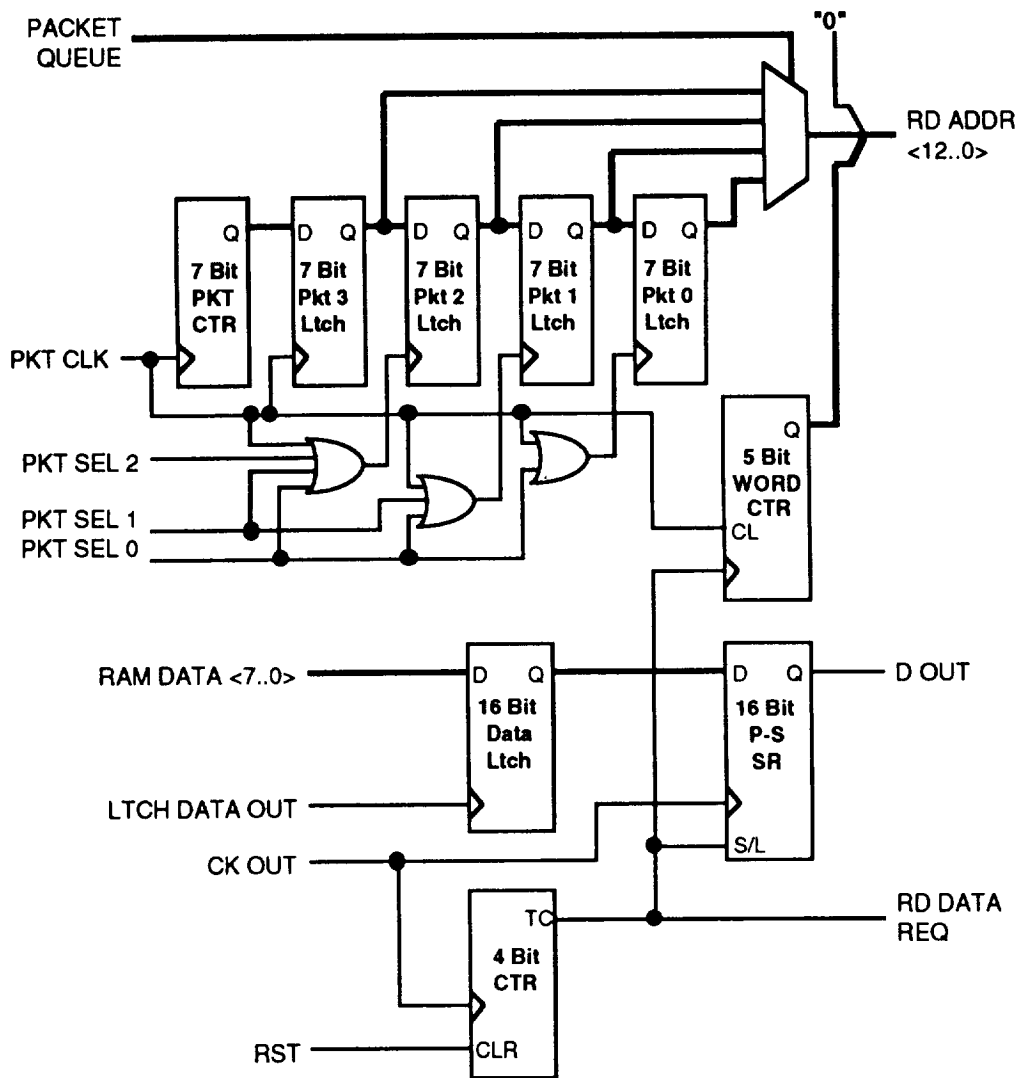 PACKET
QUEUE
"0"
RD ADDR
<12..0>
Q
7 Bit
PKT
CTR
D Q
7 Bit
Pkt 3
Ltch
D Q
7 Bit
Pkt 2
Ltch
D Q
7 Bit
Pkt 1
Ltch
D Q
7 Bit
Pkt 0
Ltch
PKT CLK
PKT SEL 2
PKT SEL 1
PKT SEL 0
Q
5 Bit
WORD
CTR
CL
RAM DATA <7..0>
D Q
16 Bit
Data
Ltch
D Q
16 Bit
P-S
SR
S/L
D OUT
LTCH DATA OUT
CK OUT
TC
4 Bit
CTR
CLR
RD DATA
REQ
RST